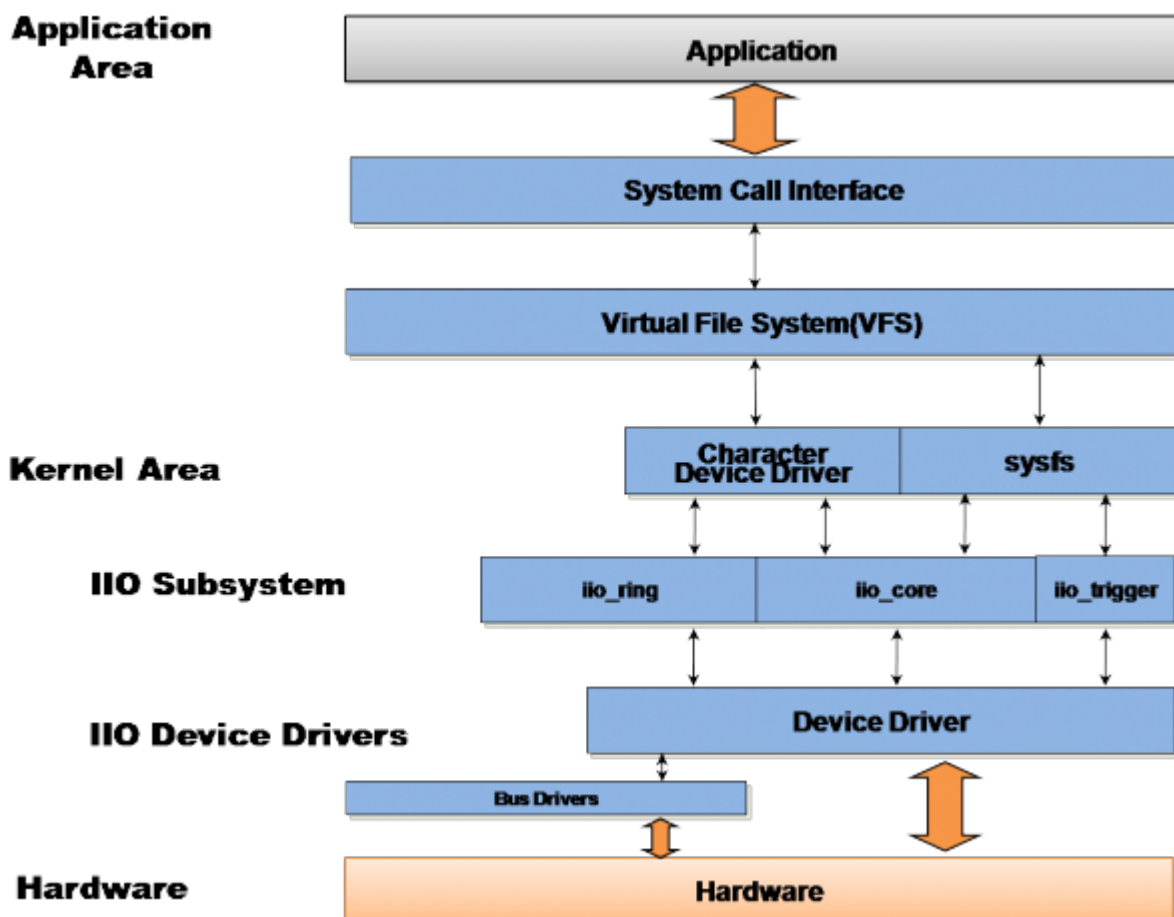 Application
Area
Application
System Call Interface
Virtual File System(VFS)
Kernel Area
Character
Device Driver
sysfs
IIO Subsystem
iio_ring
iio_core
iio_trigger
IIO Device Drivers
Device Driver
Bus Drivers
Hardware
Hardware